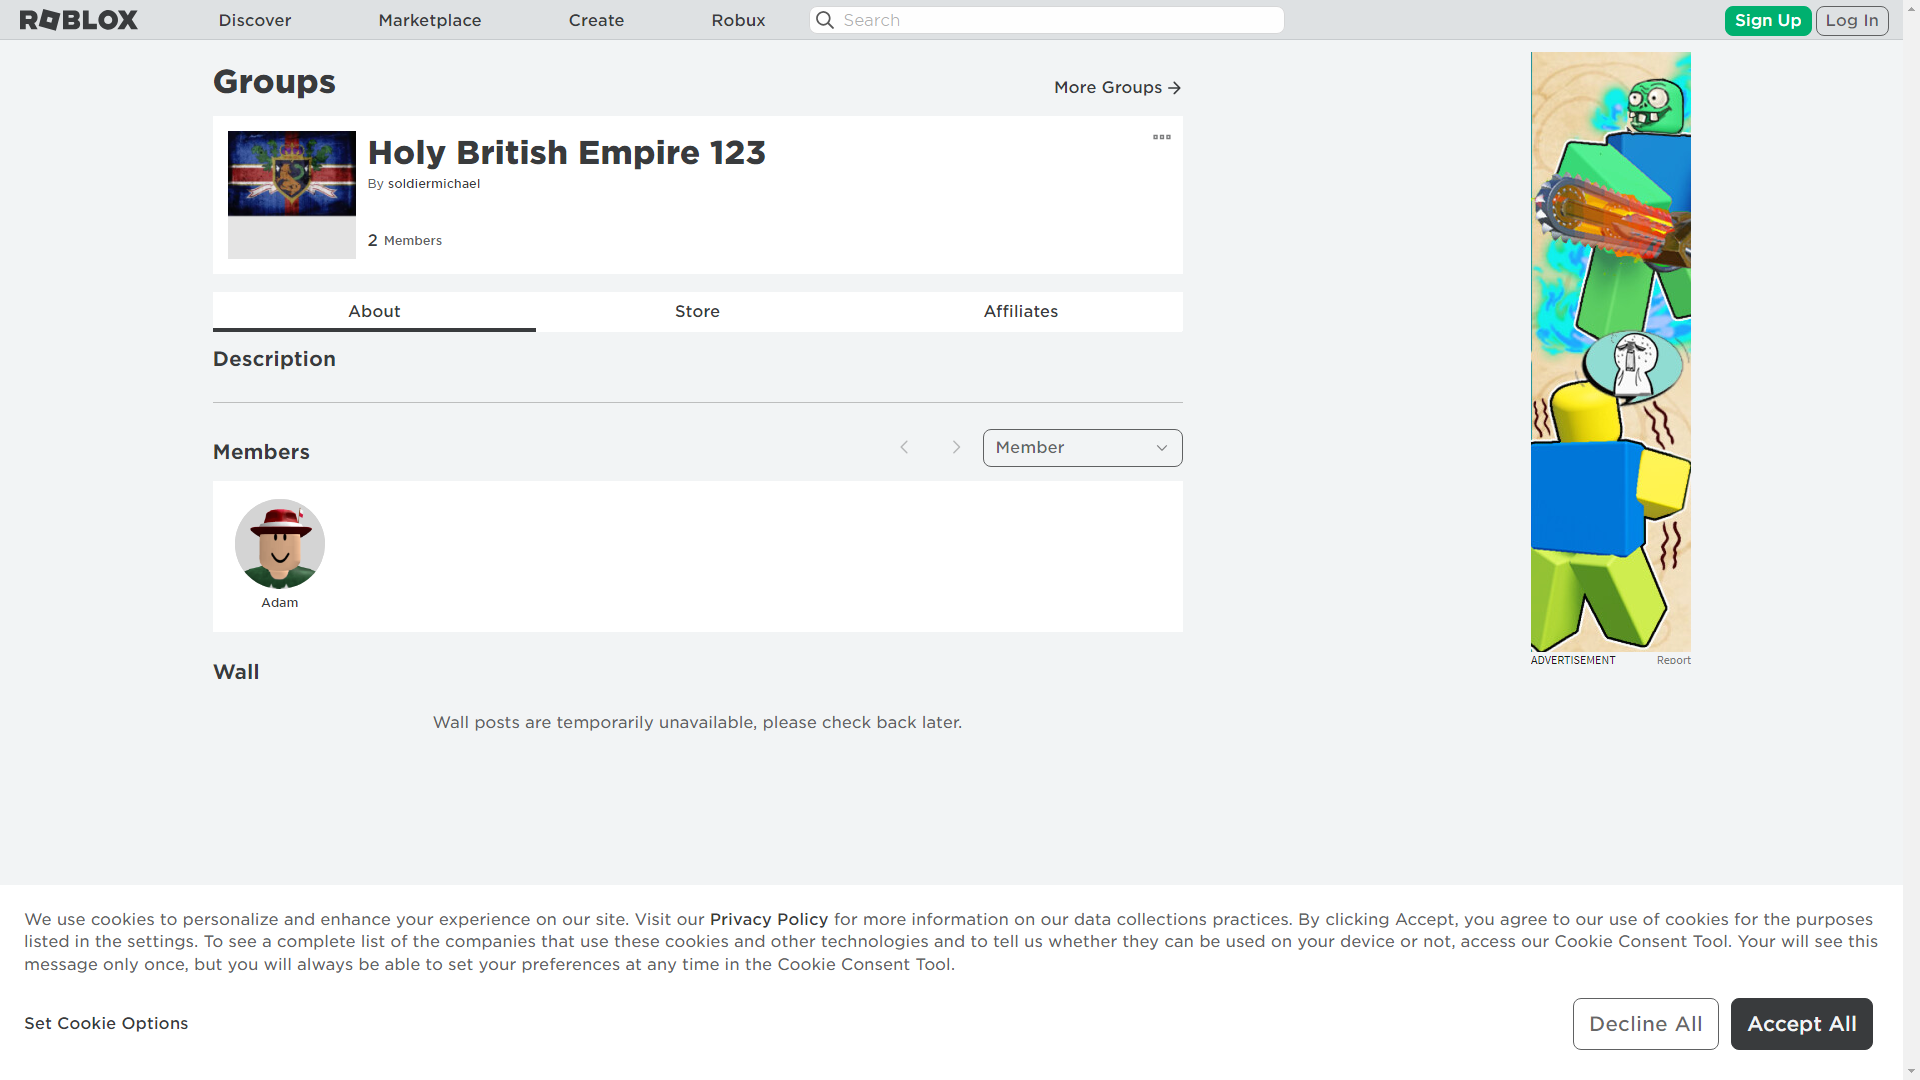 ROBLOX
Discover
Marketplace
Create
Robux
Search
Sign Up
Log In
Groups
More Groups
Holy British Empire 123
By soldiermichael
2 Members
About
Store
Affiliates
Description
Members
Member
Adam
Wall
Wall posts are temporarily unavailable, please check back later.
ADVERTISEMENT
Report
We use cookies to personalize and enhance your experience on our site. Visit our Privacy Policy for more information on our data collections practices. By clicking Accept, you agree to our use of cookies for the purposes
listed in the settings. To see a complete list of the companies that use these cookies and other technologies and to tell us whether they can be used on your device or not, access our Cookie Consent Tool. Your will see this
message only once, but you will always be able to set your preferences at any time in the Cookie Consent Tool.
Set Cookie Options
Decline All
Accept All